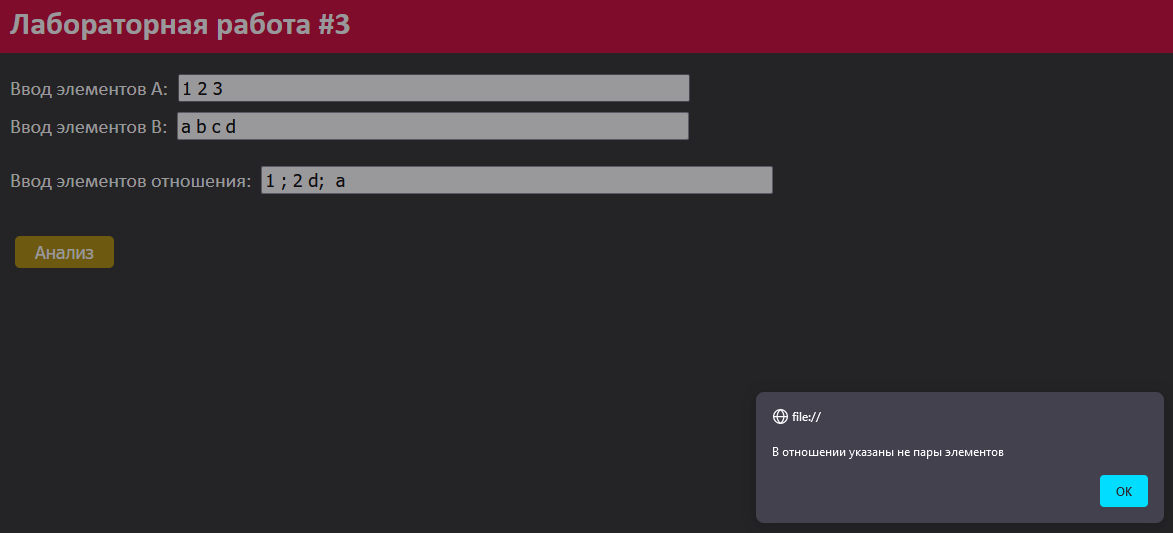 Лабораторная работа #3
Ввод элементов A: 1 2 3
Ввод элементов B: a b c d
Ввод элементов отношения: 1 ; 2 d;  a
Анализ
file://
В отношении указаны не пары элементов
OK